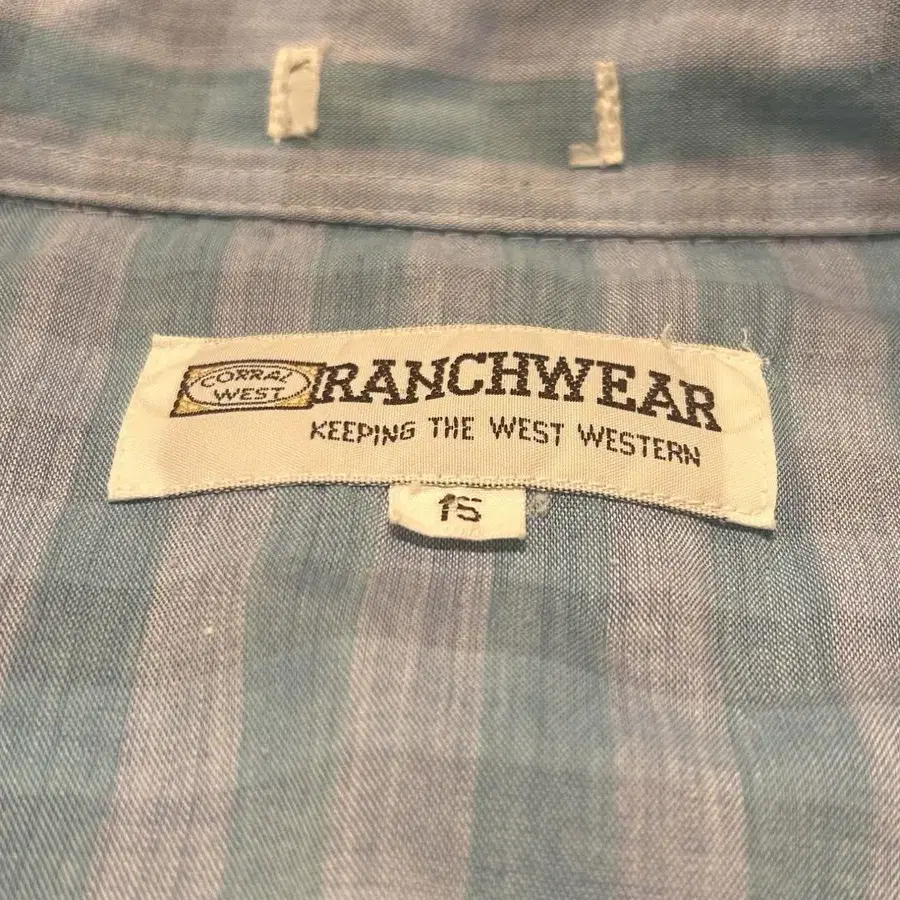 CORRAL
WEST
RANCHWEAR
KEEPING THE WEST WESTERN
15